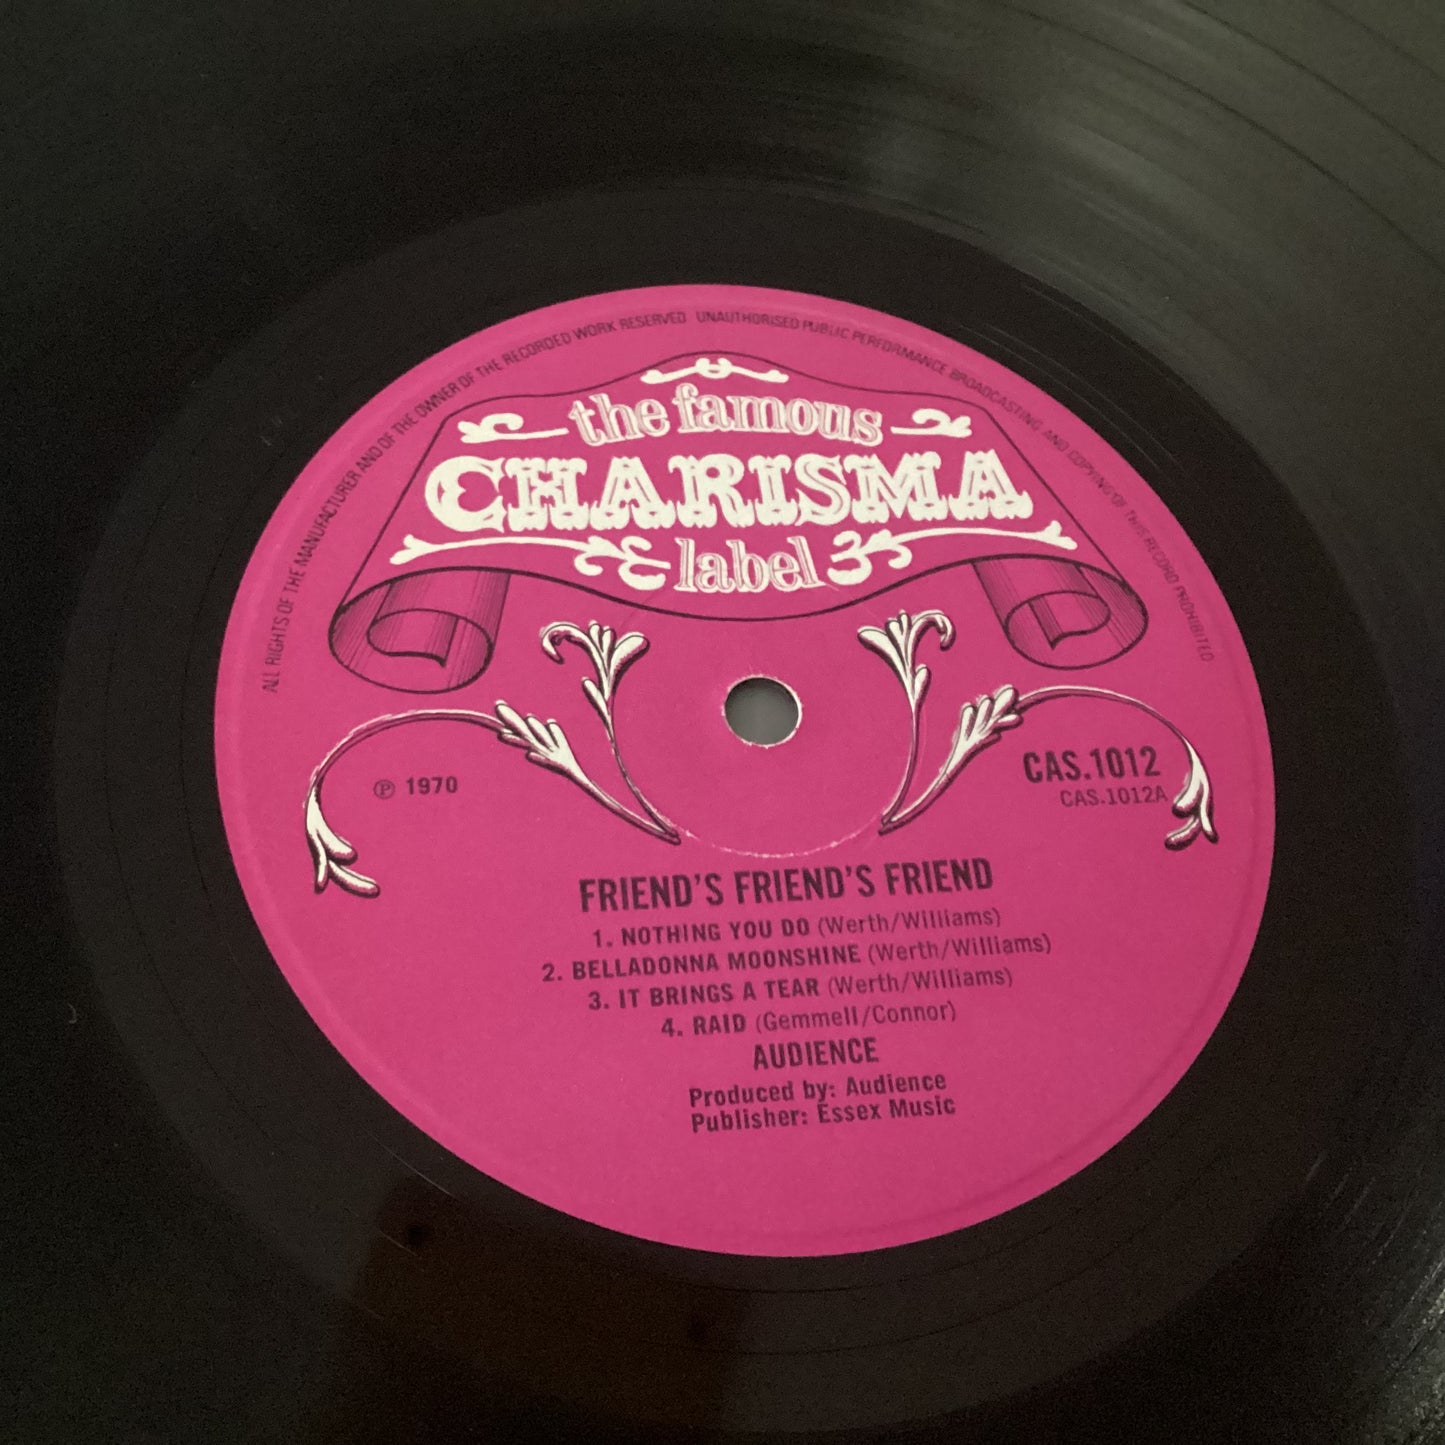 ALL RIGHTS OF THE MANUFACTURER AND OF THE OWNER OF THE RECORDED WORK RESERVED UNAUTHORISED PUBLIC PERFORMANCE BROADCASTING AND COPYING OF THIS RECORD PROHIBITED
the famous
CHARISMA
label
℗ 1970
CAS.1012
CAS.1012A
FRIEND'S FRIEND'S FRIEND
1. NOTHING YOU DO (Werth/Williams)
2. BELLADONNA MOONSHINE (Werth/Williams)
3. IT BRINGS A TEAR (Werth/Williams)
4. RAID (Gemmell/Connor)
AUDIENCE
Produced by: Audience
Publisher: Essex Music